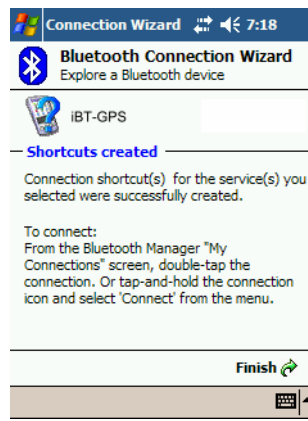 Connection Wizard 7:18
Bluetooth Connection Wizard
Explore a Bluetooth device
iBT-GPS
Shortcuts created
Connection shortcut(s) for the service(s) you
selected were successfully created.
To connect:
From the Bluetooth Manager "My
Connections" screen, double-tap the
connection. Or tap-and-hold the connection
icon and select 'Connect' from the menu.
Finish